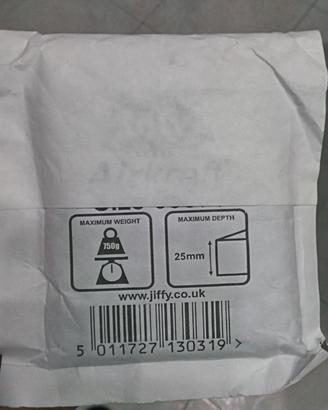 MAXIMUM WEIGHT
750g
MAXIMUM DEPTH
25mm
www.jiffy.co.uk
5 011727 130319 >